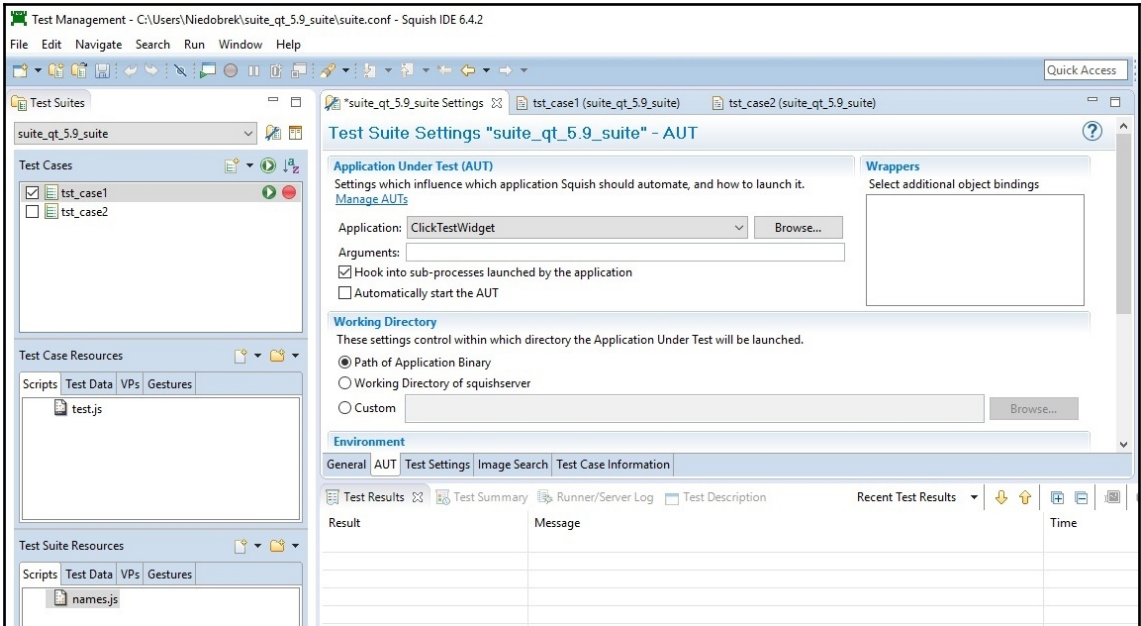 Test Management - C:\Users\Niedobrek\suite_qt_5.9_suite\suite.conf - Squish IDE 6.4.2
File Edit Navigate Search Run Window Help
Quick Access
Test Suites
suite_qt_5.9_suite
Test Cases
tst_case1
tst_case2
Test Case Resources
Scripts Test Data VPs Gestures
test.js
Test Suite Resources
Scripts Test Data VPs Gestures
names.js
*suite_qt_5.9_suite Settings tst_case1 (suite_qt_5.9_suite) tst_case2 (suite_qt_5.9_suite)
Test Suite Settings "suite_qt_5.9_suite" - AUT
Application Under Test (AUT)
Settings which influence which application Squish should automate, and how to launch it.
Manage AUTs
Application: ClickTestWidget Browse...
Arguments:
Hook into sub-processes launched by the application
Automatically start the AUT
Wrappers
Select additional object bindings
Working Directory
These settings control within which directory the Application Under Test will be launched.
Path of Application Binary
Working Directory of squishserver
Custom Browse...
Environment
General AUT Test Settings Image Search Test Case Information
Test Results Test Summary Runner/Server Log Test Description Recent Test Results
Result Message Time